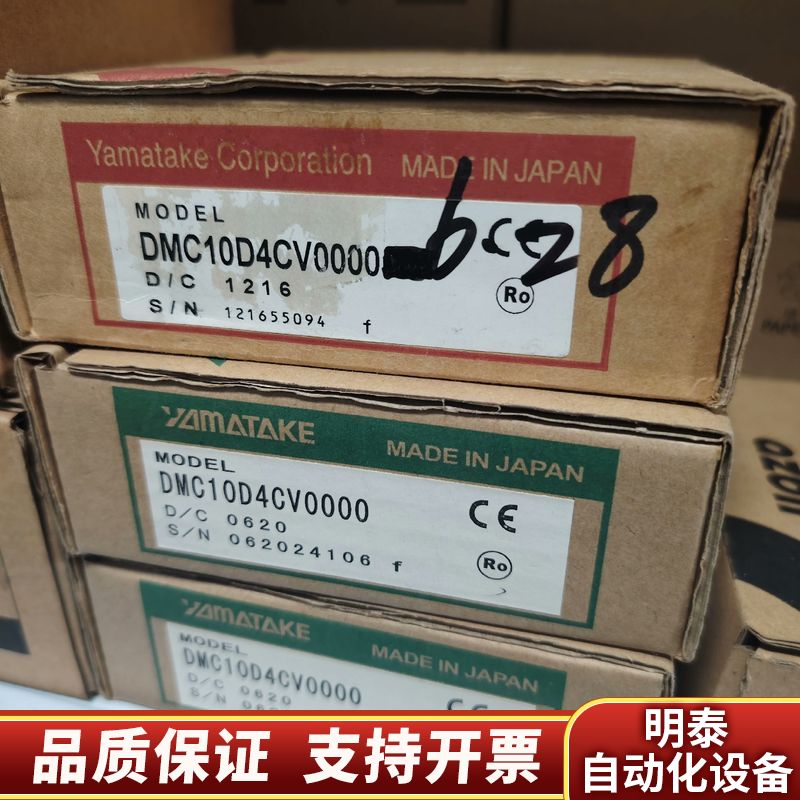 Yamatake Corporation MADE IN JAPAN
MODEL
DMC10D4CV0000
D/C 1216
S/N 121655094 f
Ro
YAMATAKE MADE IN JAPAN
MODEL
DMC10D4CV0000
D/C 0620
S/N 062024106 f
CE
Ro
YAMATAKE MADE IN JAPAN
MODEL
DMC10D4CV0000
D/C 0620
CE
品质保证 支持开票
明泰
自动化设备